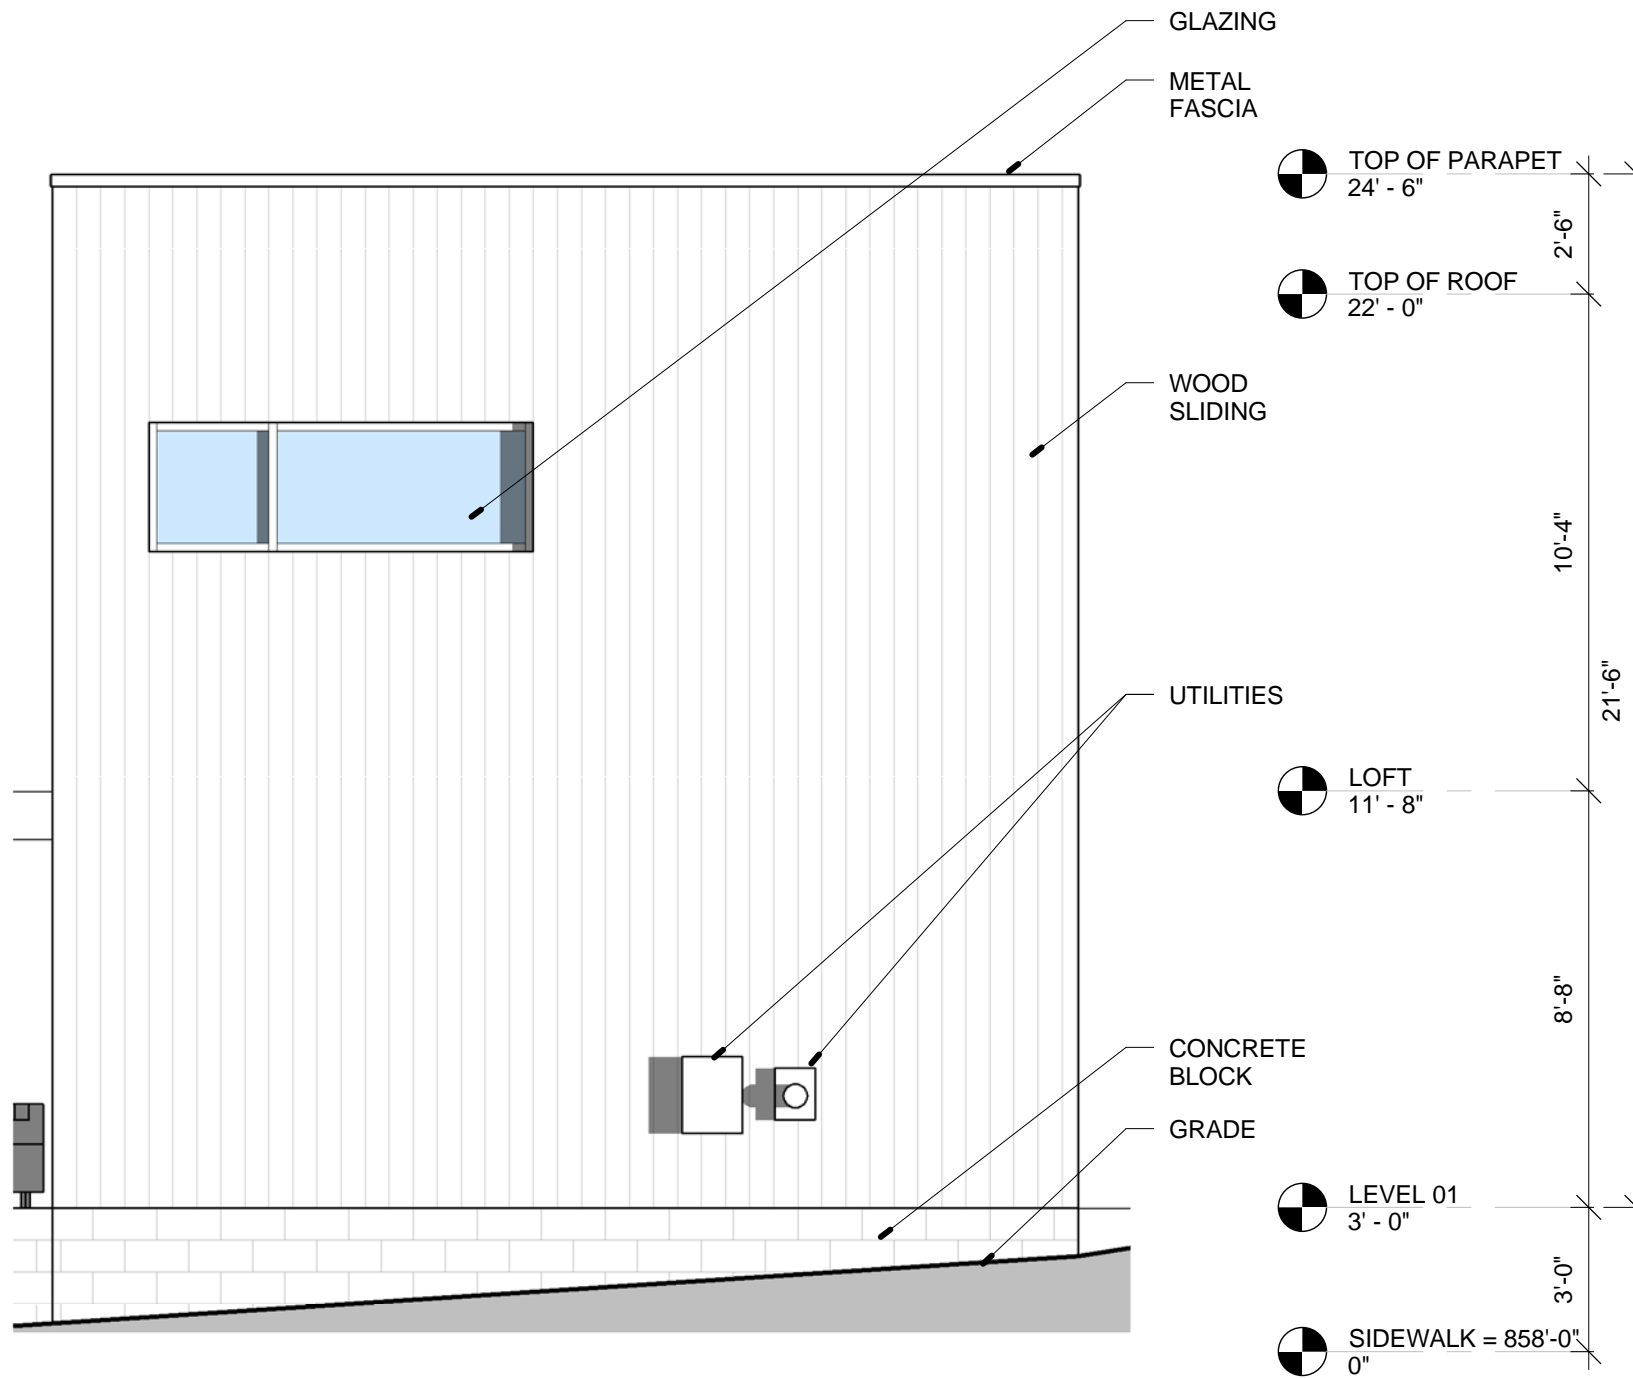 GLAZING
METAL
FASCIA
TOP OF PARAPET
24' - 6"
2'-6"
TOP OF ROOF
22' - 0"
WOOD
SLIDING
10'-4"
21'-6"
UTILITIES
LOFT
11' - 8"
8'-8"
CONCRETE
BLOCK
GRADE
LEVEL 01
3' - 0"
3'-0"
SIDEWALK = 858'-0"
0"